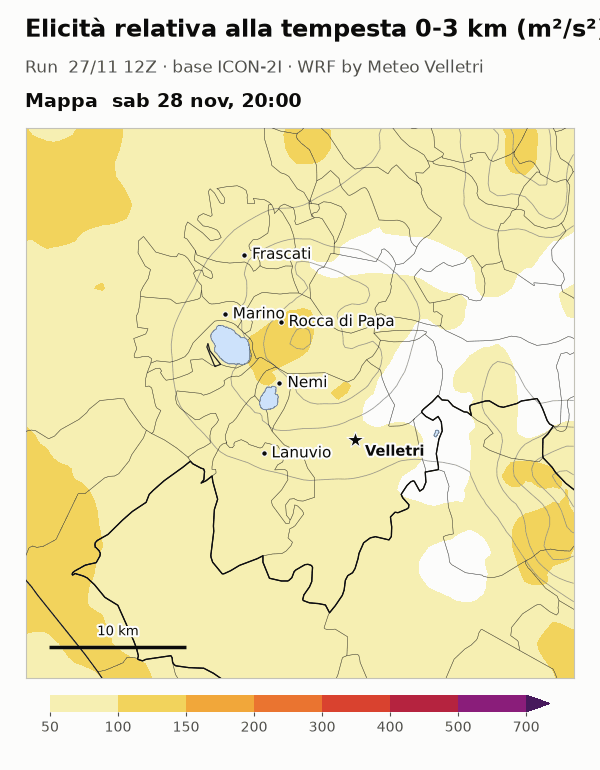 Elicità relativa alla tempesta 0-3 km (m²/s²)
Run 27/11 12Z · base ICON-2I · WRF by Meteo Velletri
Mappa sab 28 nov, 20:00
Frascati
Marino
Rocca di Papa
Nemi
Velletri
Lanuvio
10 km
50 100 150 200 300 400 500 700